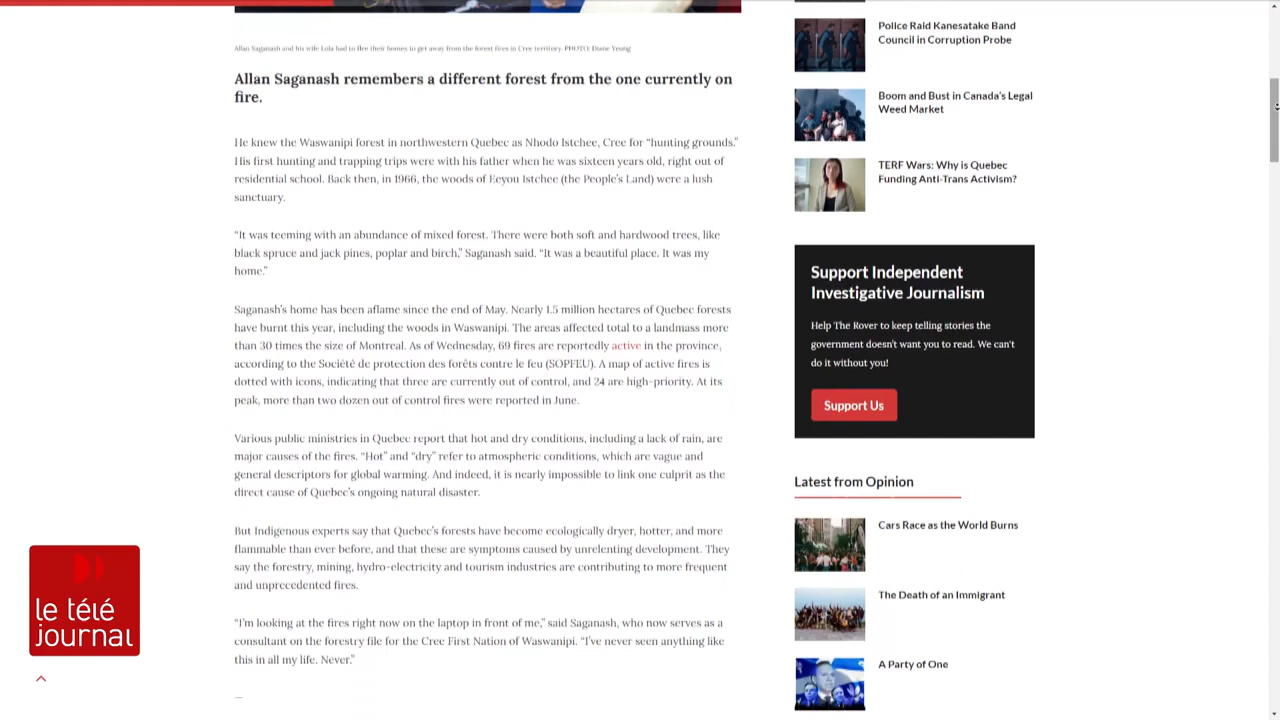 Allan Saganash and his wife Lola had to flee their homes to get away from the forest fires in Cree territory. PHOTO: Diane Yeung
Allan Saganash remembers a different forest from the one currently on
fire.
He knew the Waswanipi forest in northwestern Quebec as Nhodo Istchee, Cree for “hunting grounds.”
His first hunting and trapping trips were with his father when he was sixteen years old, right out of
residential school. Back then, in 1966, the woods of Eeyou Istchee (the People’s Land) were a lush
sanctuary.
“It was teeming with an abundance of mixed forest. There were both soft and hardwood trees, like
black spruce and jack pines, poplar and birch,” Saganash said. “It was a beautiful place. It was my
home.”
Saganash’s home has been aflame since the end of May. Nearly 1.5 million hectares of Quebec forests
have burnt this year, including the woods in Waswanipi. The areas affected total to a landmass more
than 30 times the size of Montreal. As of Wednesday, 69 fires are reportedly active in the province,
according to the Société de protection des forêts contre le feu (SOPFEU). A map of active fires is
dotted with icons, indicating that three are currently out of control, and 24 are high-priority. At its
peak, more than two dozen out of control fires were reported in June.
Various public ministries in Quebec report that hot and dry conditions, including a lack of rain, are
major causes of the fires. “Hot” and “dry” refer to atmospheric conditions, which are vague and
general descriptors for global warming. And indeed, it is nearly impossible to link one culprit as the
direct cause of Quebec’s ongoing natural disaster.
But Indigenous experts say that Quebec’s forests have become ecologically dryer, hotter, and more
flammable than ever before, and that these are symptoms caused by unrelenting development. They
say the forestry, mining, hydro-electricity and tourism industries are contributing to more frequent
and unprecedented fires.
“I’m looking at the fires right now on the laptop in front of me,” said Saganash, who now serves as a
consultant on the forestry file for the Cree First Nation of Waswanipi. “I’ve never seen anything like
this in all my life. Never.”
—
Police Raid Kanesatake Band
Council in Corruption Probe
Boom and Bust in Canada’s Legal
Weed Market
TERF Wars: Why is Quebec
Funding Anti-Trans Activism?
Support Independent
Investigative Journalism
Help The Rover to keep telling stories the
government doesn’t want you to read. We can’t
do it without you!
Support Us
Latest from Opinion
Cars Race as the World Burns
The Death of an Immigrant
A Party of One
le télé
journal